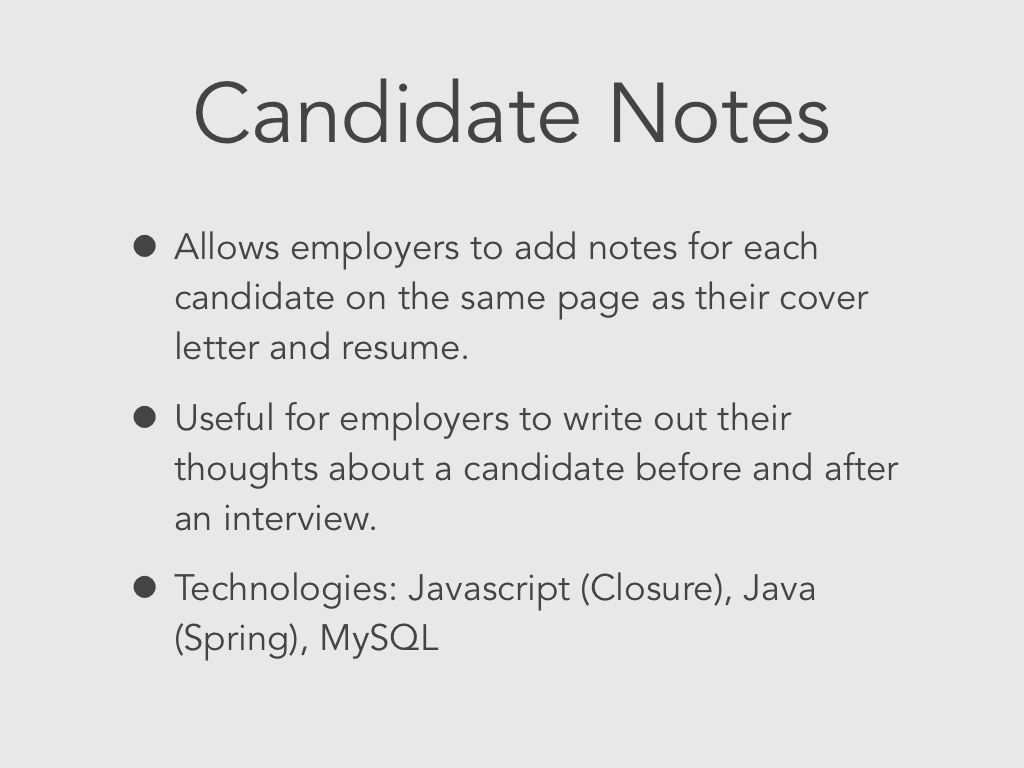 Candidate Notes
● Allows employers to add notes for each
candidate on the same page as their cover
letter and resume.
● Useful for employers to write out their
thoughts about a candidate before and after
an interview.
● Technologies: Javascript (Closure), Java
(Spring), MySQL